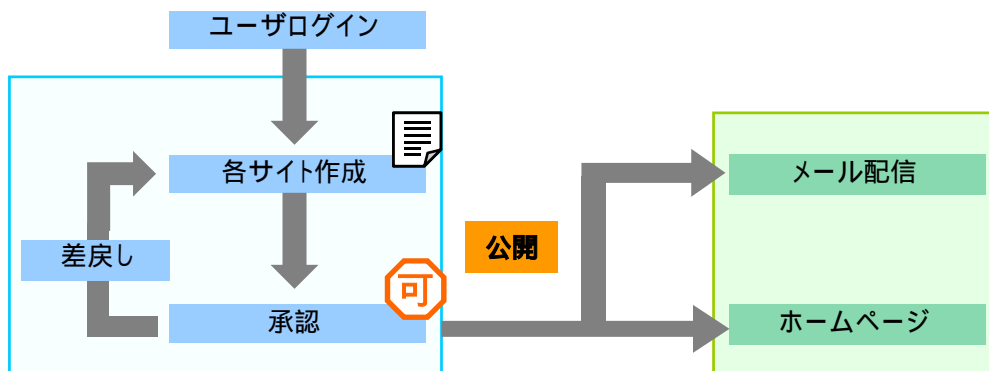 ユーザログイン
各サイト作成
メール配信
差戻し
公開
可
承認
ホームページ